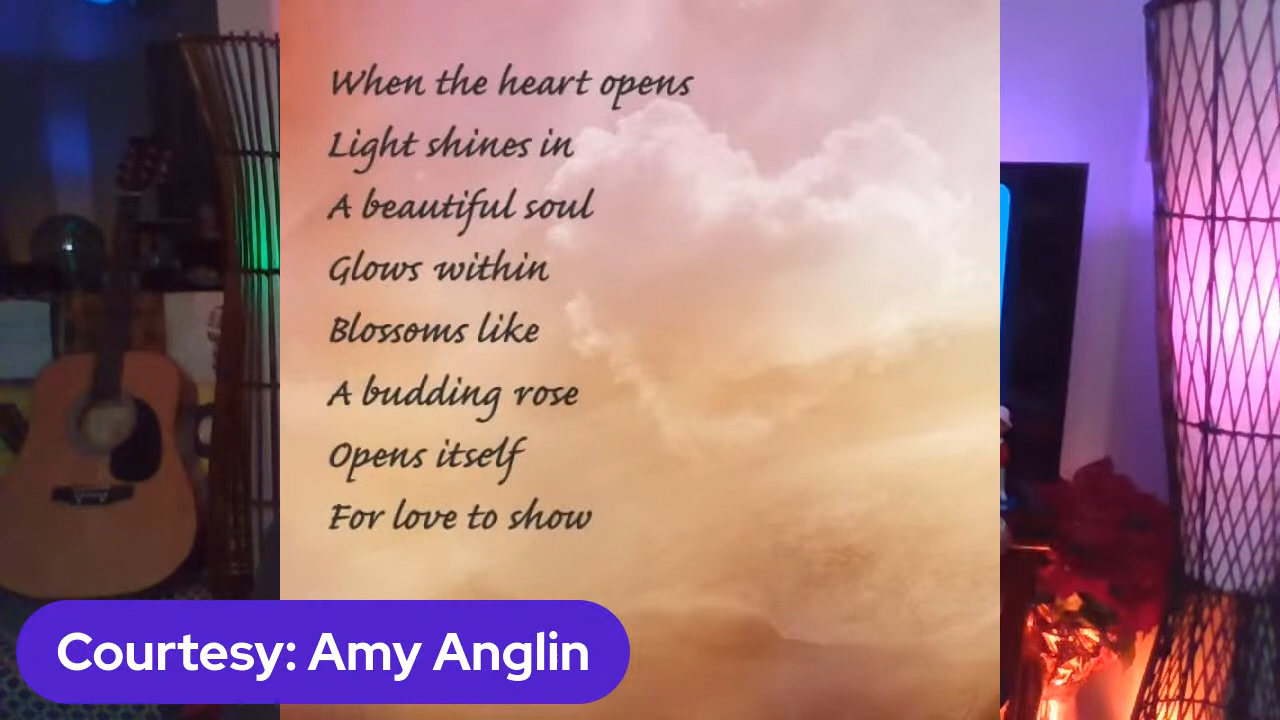 When the heart opens
Light shines in
A beautiful soul
Glows within
Blossoms like
A budding rose
Opens itself
For love to show
Courtesy: Amy Anglin